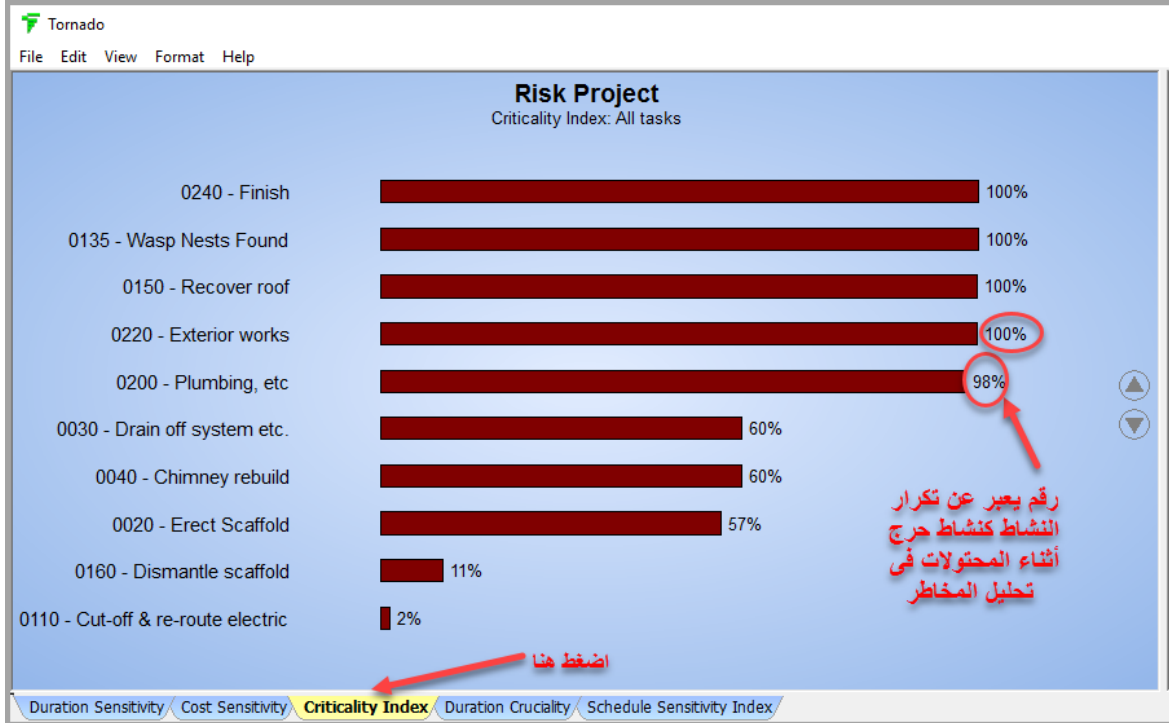 Tornado
File Edit View Format Help
Risk Project
Criticality Index: All tasks
0240 - Finish 100%
0135 - Wasp Nests Found 100%
0150 - Recover roof 100%
0220 - Exterior works 100%
0200 - Plumbing, etc 98%
0030 - Drain off system etc. 60%
0040 - Chimney rebuild 60%
0020 - Erect Scaffold 57%
0160 - Dismantle scaffold 11%
0110 - Cut-off & re-route electric 2%
رقم يعبر عن تكرار
النشاط كنشاط حرج
أثناء المحتولات فى
تحليل المخاطر
اضغط هنا
Duration Sensitivity Cost Sensitivity Criticality Index Duration Cruciality Schedule Sensitivity Index